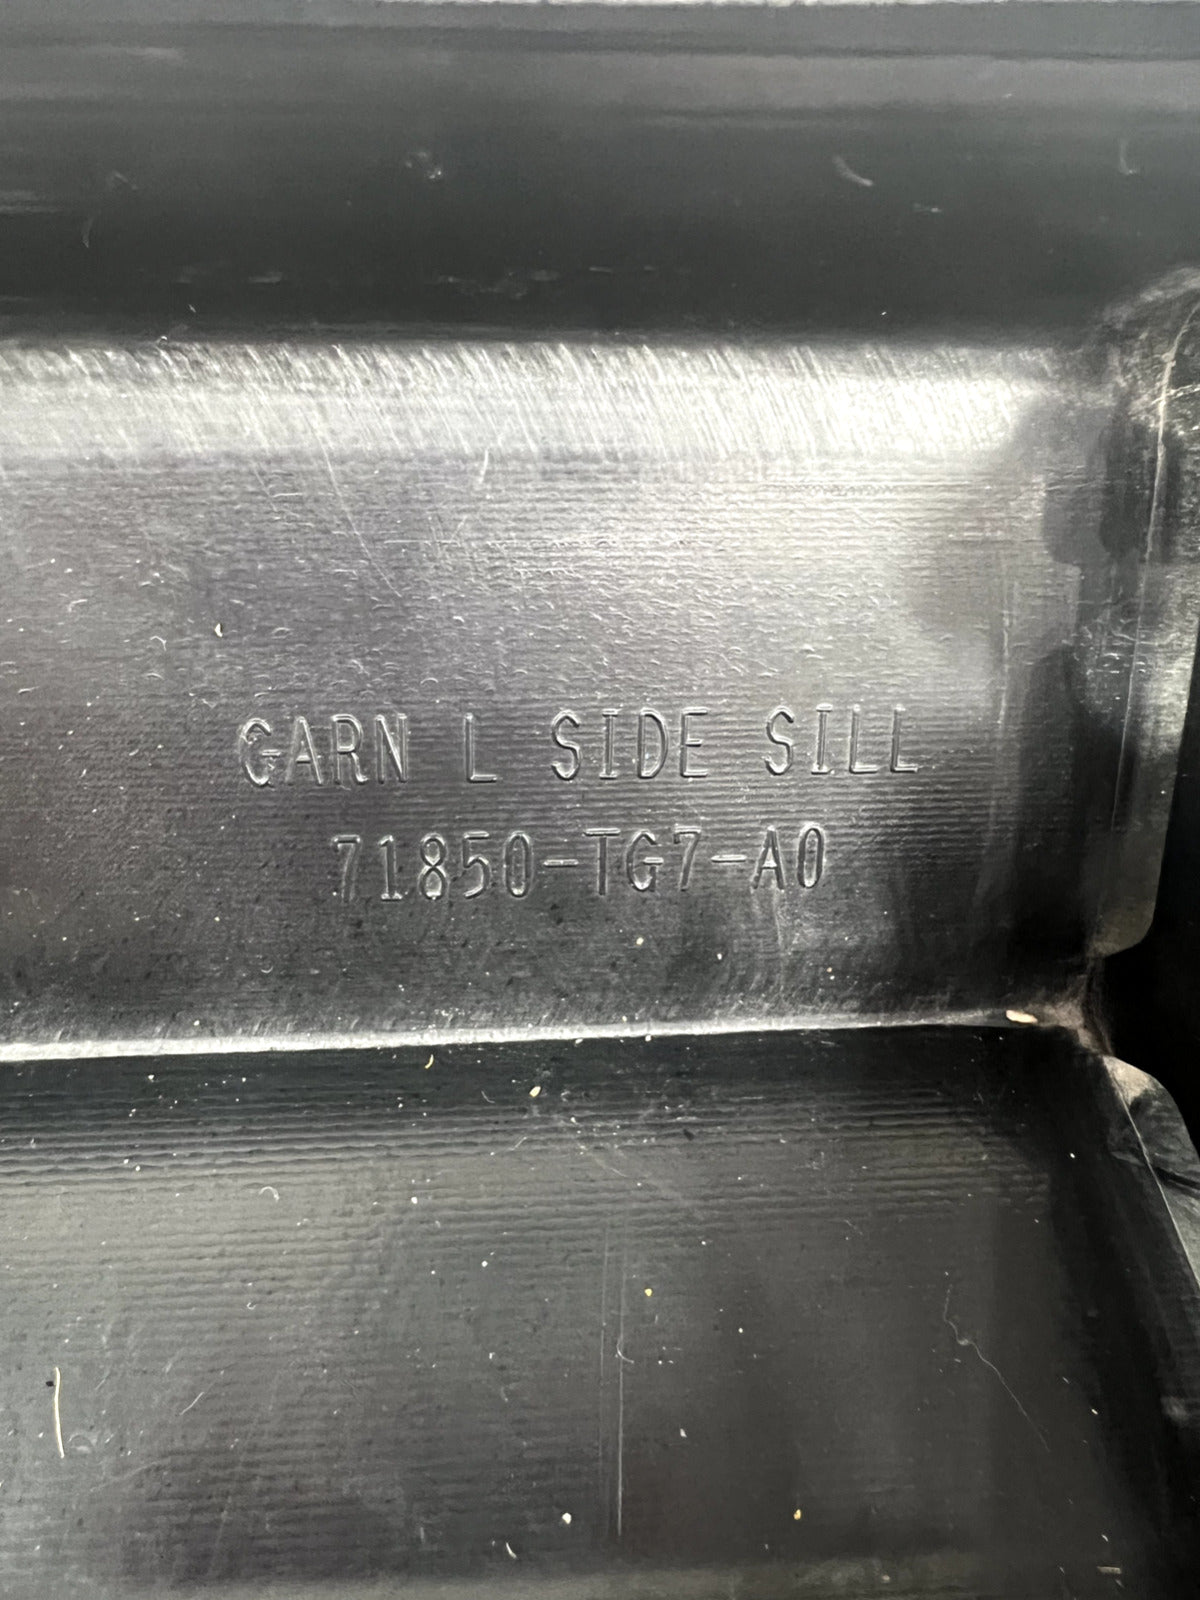 GARN L SIDE SILL
71850-TG7-A0